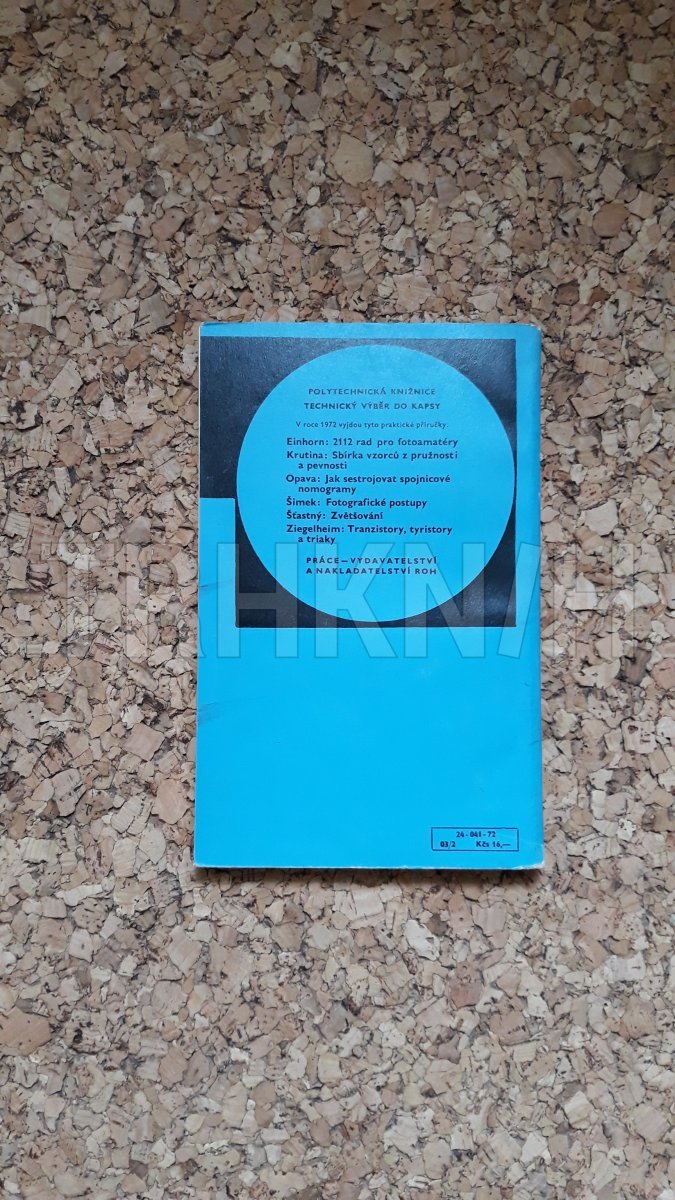 POLYTECHNICKÁ KNIŽNICE
TECHNICKÝ VÝBĚR DO KAPSY
V roce 1972 vyjdou tyto praktické příručky:
Einhorn: 2112 rad pro fotoamatéry
Krutina: Sbírka vzorců z pružnosti
a pevnosti
Opava: Jak sestrojovat spojnicové
nomogramy
Šimek: Fotografické postupy
Šťastný: Zvětšování
Ziegelheim: Tranzistory, tyristory
a triaky
PRÁCE—VYDAVATELSTVÍ
A NAKLADATELSTVÍ ROH
24-041-72
03/2 Kčs 16,—